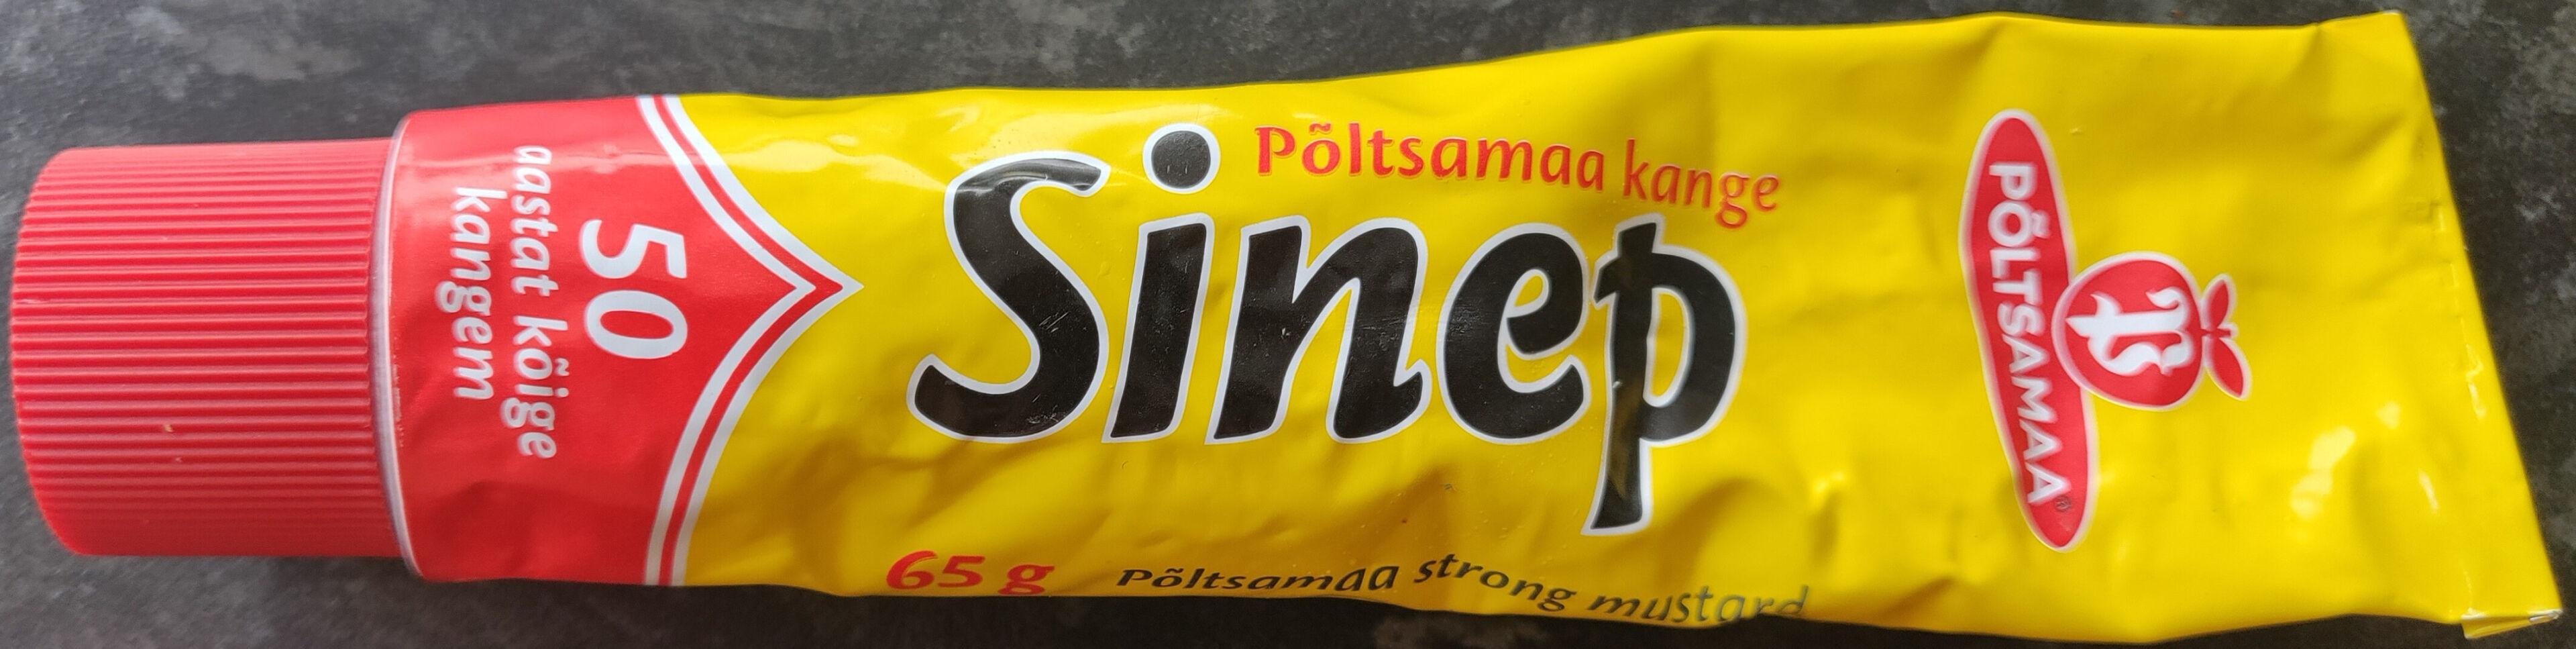 50
aastat kõige
kangem
Põltsamaa kange
Sinep
65 g Põltsamaa strong mustard
PÕLTSAMAA®
P